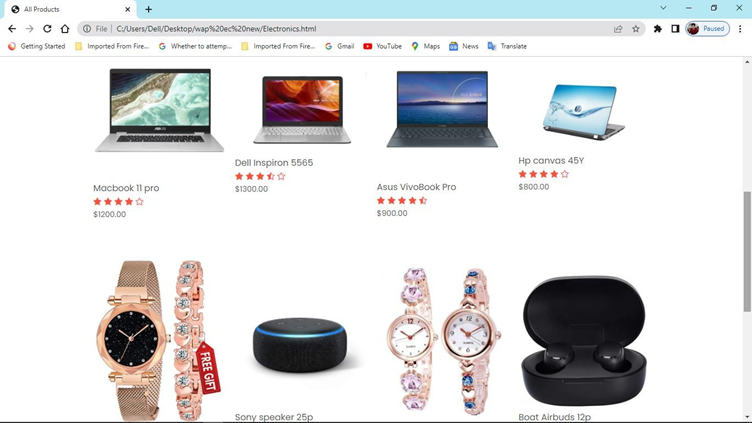 All Products
File C:/Users/Dell/Desktop/wap%20ec%20new/Electronics.html
Paused
Getting Started
Imported From Fire...
Whether to attemp...
Imported From Fire...
Gmail
YouTube
Maps
News
Translate
Macbook 11 pro
$1200.00
Dell Inspiron 5565
$1300.00
Asus VivoBook Pro
$900.00
Hp canvas 45Y
$800.00
FREE GIFT
Sony speaker 25p
Boat Airbuds 12p